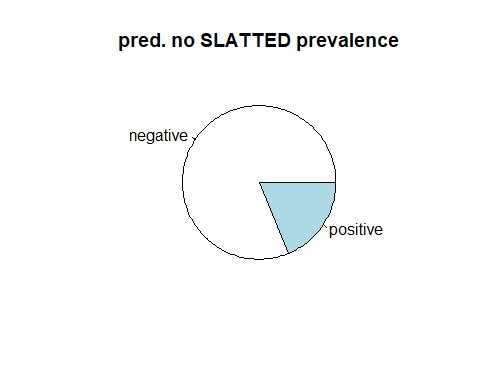 pred. no SLATTED prevalence
negative
positive